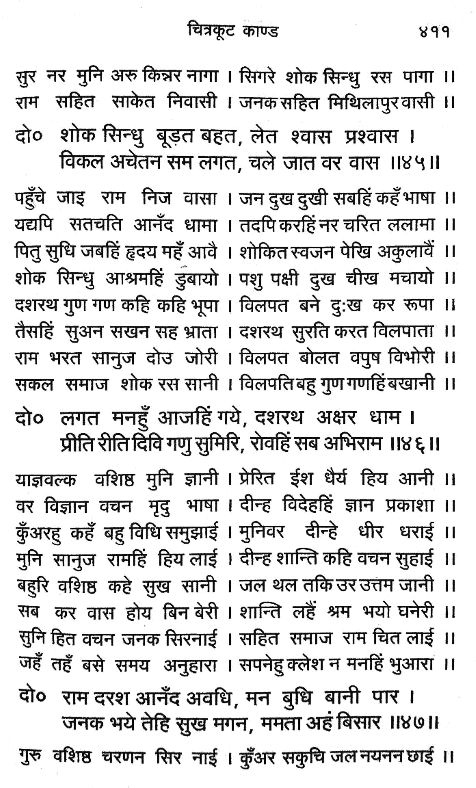 चित्रकूट काण्ड ४११
सुर नर मुनि अरु किन्नर नागा । सिगरे शोक सिन्धु रस पागा ।।
राम सहित साकेत निवासी । जनक सहित मिथिलापुर वासी ।।
दो० शोक सिन्धु बूड़त बहत, लेत श्वास प्रश्वास ।
विकल अचेतन सम लगत, चले जात वर वास ।।४५।।
पहुँचे जाइ राम निज वासा । जन दुख दुखी सबहिं कहँ भाषा ।।
यद्यपि सतचति आनँद धामा । तदपि करहिं नर चरित ललामा ।।
पितु सुधि जबहिं हृदय महँ आवै । शोकित स्वजन पेखि अकुलावैं ।।
शोक सिन्धु आश्रमहिं डुबायो । पशु पक्षी दुख चीख मचायो ।।
दशरथ गुण गण कहि कहि भूपा । विलपत बने दुःख कर रूपा ।।
तैसहिं सुअन सखन सह भ्राता । दशरथ सुरति करत विलपाता ।।
राम भरत सानुज दोउ जोरी । विलपत बोलत वपुष विभोरी ।।
सकल समाज शोक रस सानी । विलपति बहु गुण गणहिं बखानी ।।
दो० लगत मनहुँ आजहिं गये, दशरथ अक्षर धाम ।
प्रीति रीति दिवि गणु सुमिरि, रोवहिं सब अभिराम ।।४६।।
याज्ञवल्क वशिष्ठ मुनि ज्ञानी । प्रेरित ईश धैर्य हिय आनी ।।
वर विज्ञान वचन मृदु भाषा । दीन्ह विदेहहिं ज्ञान प्रकाशा ।।
कुँअरहु कहँ बहु विधि समुझाई । मुनिवर दीन्हे धीर धराई ।।
मुनि सानुज रामहिं हिय लाई । दीन्ह शान्ति कहि वचन सुहाई ।।
बहुरि वशिष्ठ कहे सुख सानी । जल थल तकि उर उत्तम जानी ।।
सब कर वास होय बिन बेरी । शान्ति लहैं श्रम भयो घनेरी ।।
सुनि हित वचन जनक सिरनाई । सहित समाज राम चित लाई ।।
जहँ तहँ बसे समय अनुहारा । सपनेहु क्लेश न मनहिं भुआरा ।।
दो० राम दरश आनँद अवधि, मन बुधि बानी पार ।
जनक भये तेहि सुख मगन, ममता अहं बिसार ।।४७।।
गुरु वशिष्ठ चरणन सिर नाई । कुँअर सकुचि जल नयनन छाई ।।